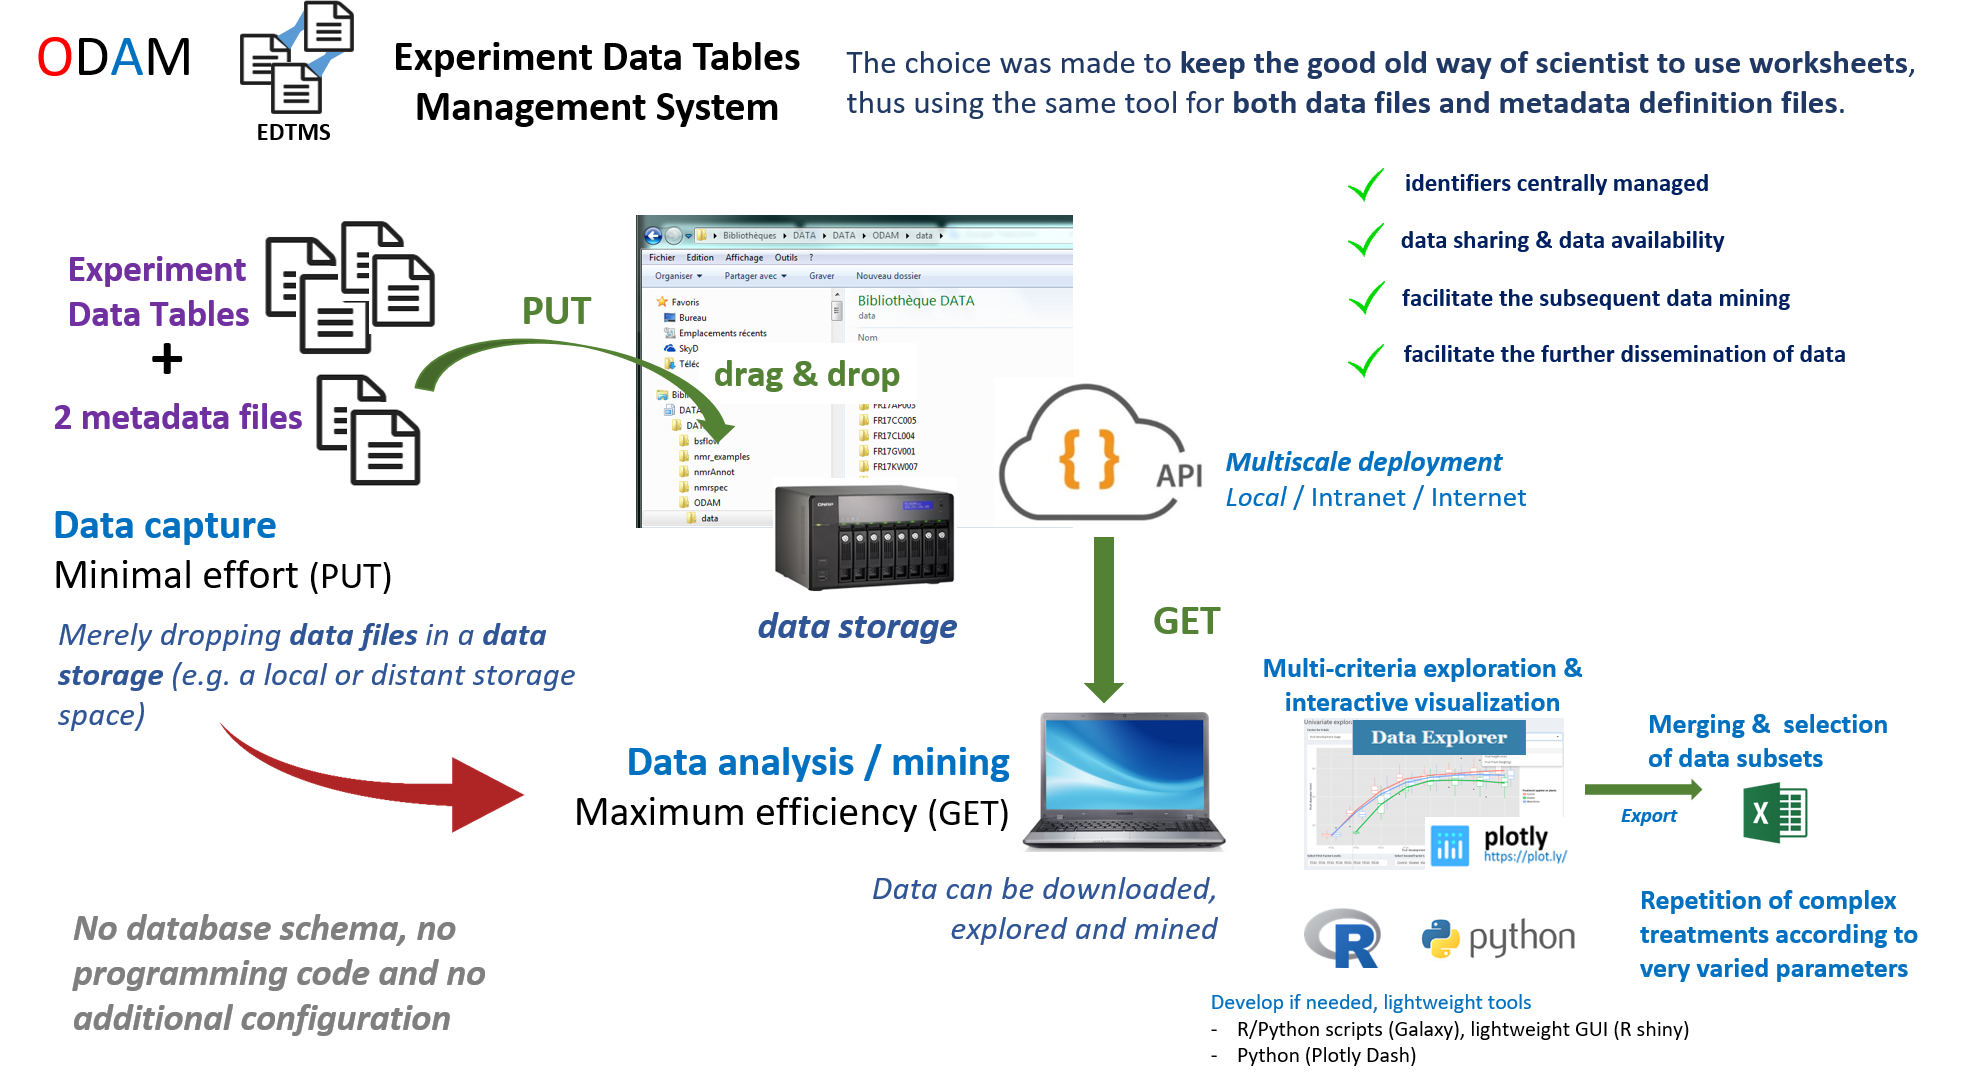 ODAM
EDTMS
Experiment Data Tables
Management System
The choice was made to keep the good old way of scientist to use worksheets,
thus using the same tool for both data files and metadata definition files.
identifiers centrally managed
data sharing & data availability
facilitate the subsequent data mining
facilitate the further dissemination of data
Experiment
Data Tables
+
2 metadata files
PUT
Bibliothèques ▸ DATA ▸ DATA ▸ ODAM ▸ data ▸
Fichier Edition Affichage Outils ?
Organiser Partager avec Graver Nouveau dossier
Favoris
Bureau
Emplacements récents
SkyD
Téléc
Bibl
DATA
DAT
bsflow
nmr_examples
nmrAnnot
nmrspec
ODAM
data
Bibliothèque DATA
data
Nom
drag & drop
FR17AP003
FR17CC005
FR17CL004
FR17GV001
FR17KW007
{ }
API
Multiscale deployment
Local / Intranet / Internet
data storage
Data capture
Minimal effort (PUT)
Merely dropping data files in a data
storage (e.g. a local or distant storage
space)
GET
Data analysis / mining
Maximum efficiency (GET)
Data can be downloaded,
explored and mined
Multi-criteria exploration &
interactive visualization
Data Explorer
plotly
https://plot.ly/
Export
Merging & selection
of data subsets
X
R
python
Repetition of complex
treatments according to
very varied parameters
Develop if needed, lightweight tools
- R/Python scripts (Galaxy), lightweight GUI (R shiny)
- Python (Plotly Dash)
No database schema, no
programming code and no
additional configuration